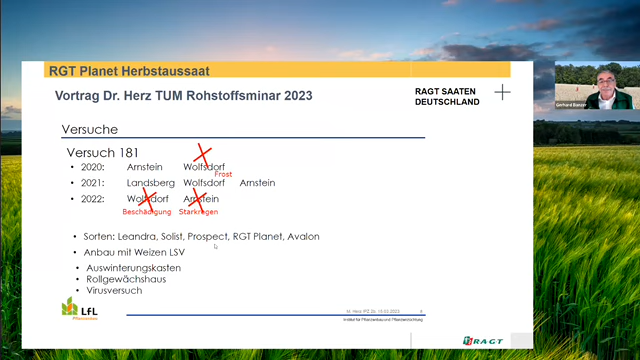 RGT Planet Herbstaussaat
Vortrag Dr. Herz TUM Rohstoffsminar 2023
RAGT SAATEN
DEUTSCHLAND
Gerhard Banzer
Versuche
Versuch 181
• 2020: Arnstein Wolfsdorf
Frost
• 2021: Landsberg Wolfsdorf Arnstein
• 2022: Wolfsdorf Arnstein
Beschädigung Starkregen
• Sorten: Leandra, Solist, Prospect, RGT Planet, Avalon
• Anbau mit Weizen LSV
• Auswinterungskasten
• Rollgewächshaus
• Virusversuch
LfL
Pflanzenbau
M. Herz, IPZ 2b, 15.03.2023
Institut für Pflanzenbau und Pflanzenzüchtung
RAGT